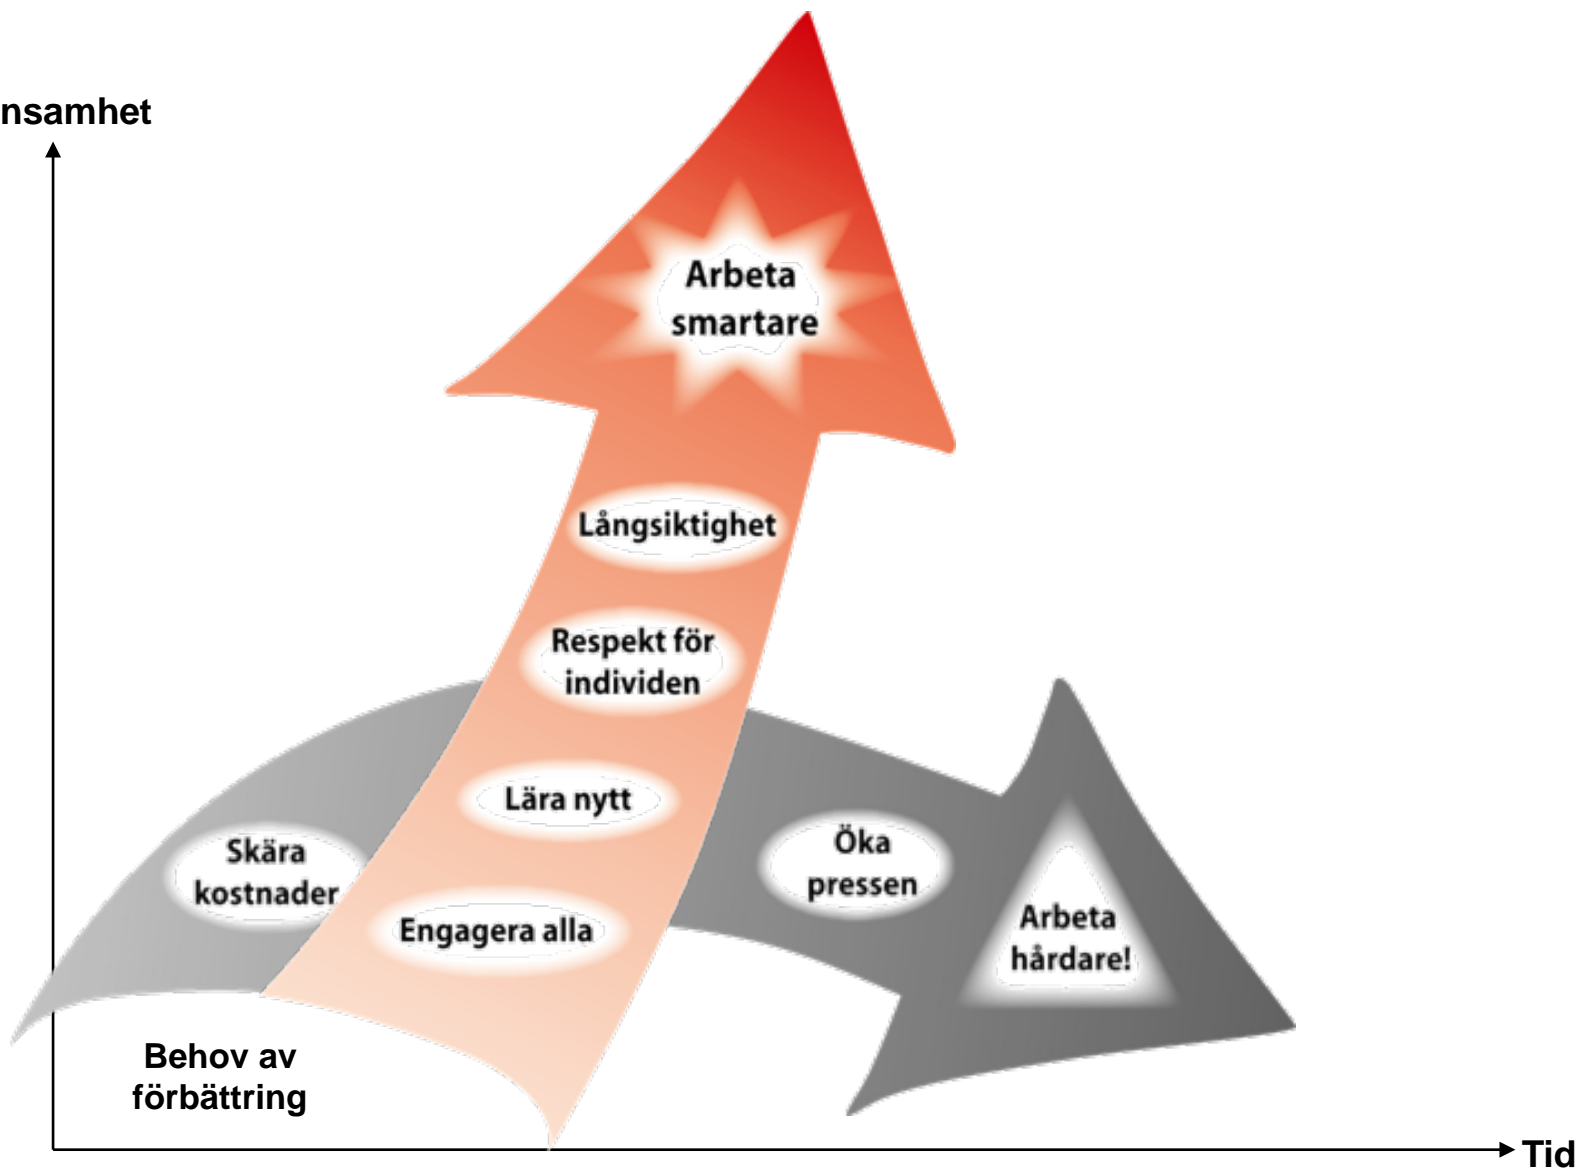 nsamhet
Arbeta
smartare
Långsiktighet
Respekt för
individen
Lära nytt
Engagera alla
Skära
kostnader
Öka
pressen
Arbeta
hårdare!
Behov av
förbättring
Tid